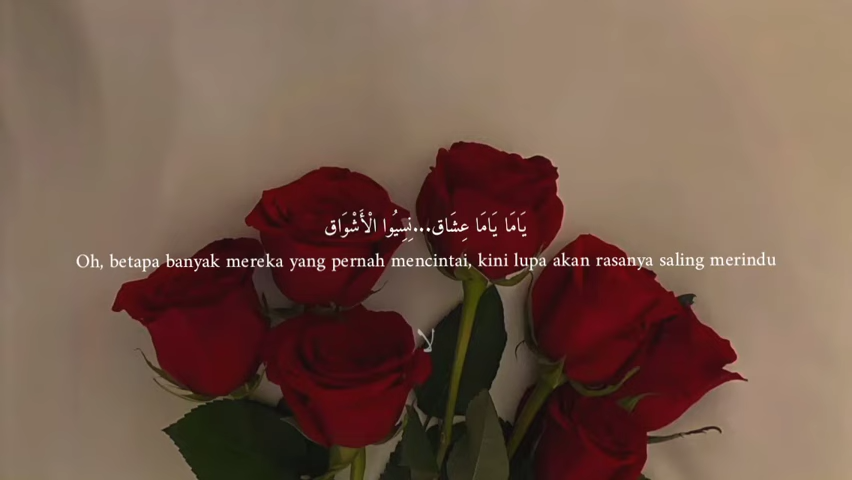 يَامَا يَامَا عِشَاق...نِسِيُوا الْأَشْوَاق
Oh, betapa banyak mereka yang pernah mencintai, kini lupa akan rasanya saling merindu